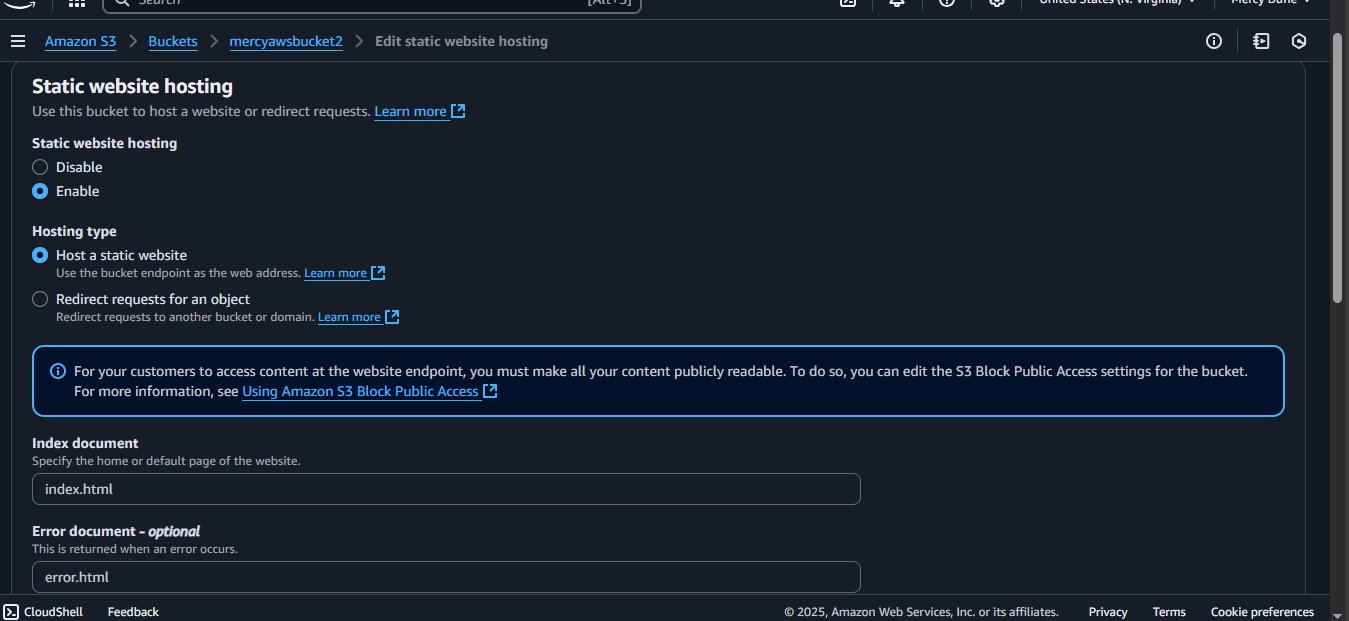 Search [Alt+S] United States (N. Virginia) Mercy Dune
Amazon S3 Buckets mercyawsbucket2 Edit static website hosting
Static website hosting
Use this bucket to host a website or redirect requests. Learn more
Static website hosting
Disable
Enable
Hosting type
Host a static website
Use the bucket endpoint as the web address. Learn more
Redirect requests for an object
Redirect requests to another bucket or domain. Learn more
For your customers to access content at the website endpoint, you must make all your content publicly readable. To do so, you can edit the S3 Block Public Access settings for the bucket.
For more information, see Using Amazon S3 Block Public Access
Index document
Specify the home or default page of the website.
index.html
Error document - optional
This is returned when an error occurs.
error.html
CloudShell Feedback © 2025, Amazon Web Services, Inc. or its affiliates. Privacy Terms Cookie preferences